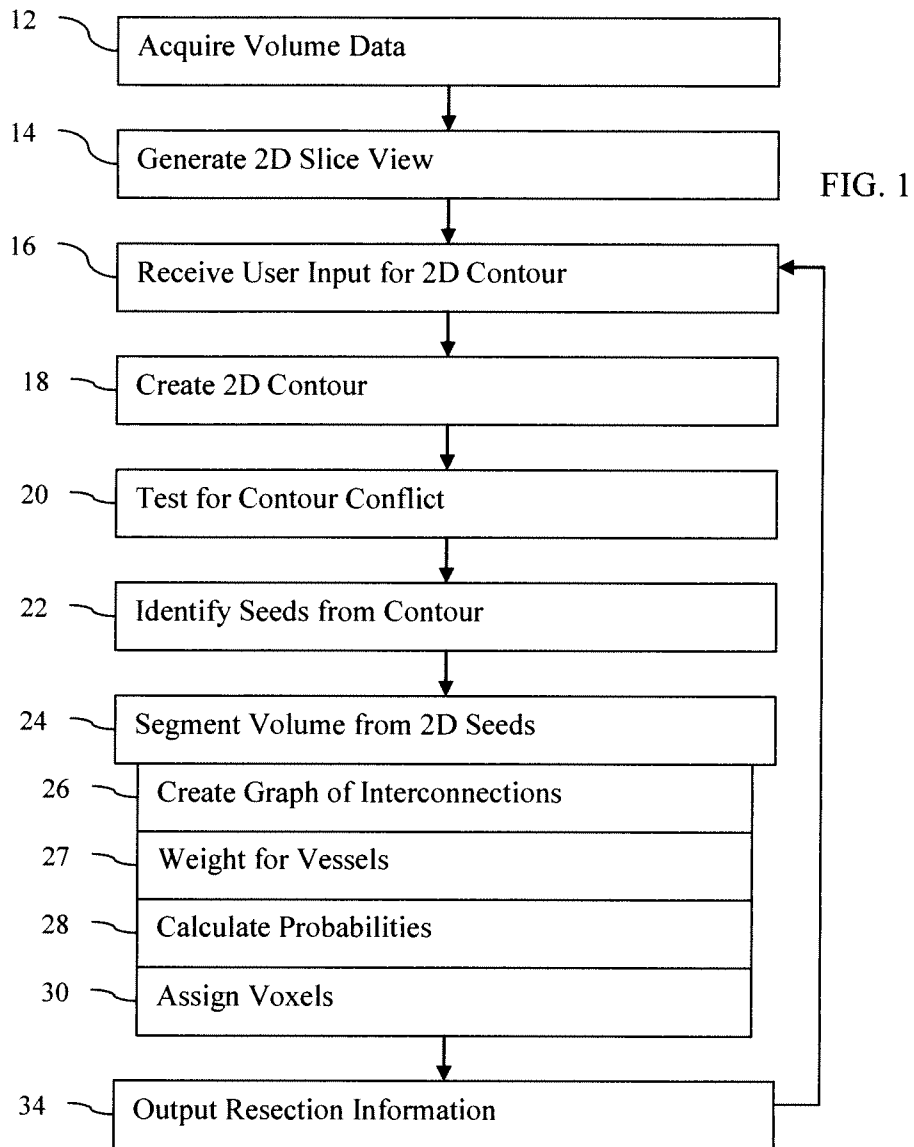 12
Acquire Volume Data
14
Generate 2D Slice View
FIG. 1
16
Receive User Input for 2D Contour
18
Create 2D Contour
20
Test for Contour Conflict
22
Identify Seeds from Contour
24
Segment Volume from 2D Seeds
26
Create Graph of Interconnections
27
Weight for Vessels
28
Calculate Probabilities
30
Assign Voxels
34
Output Resection Information